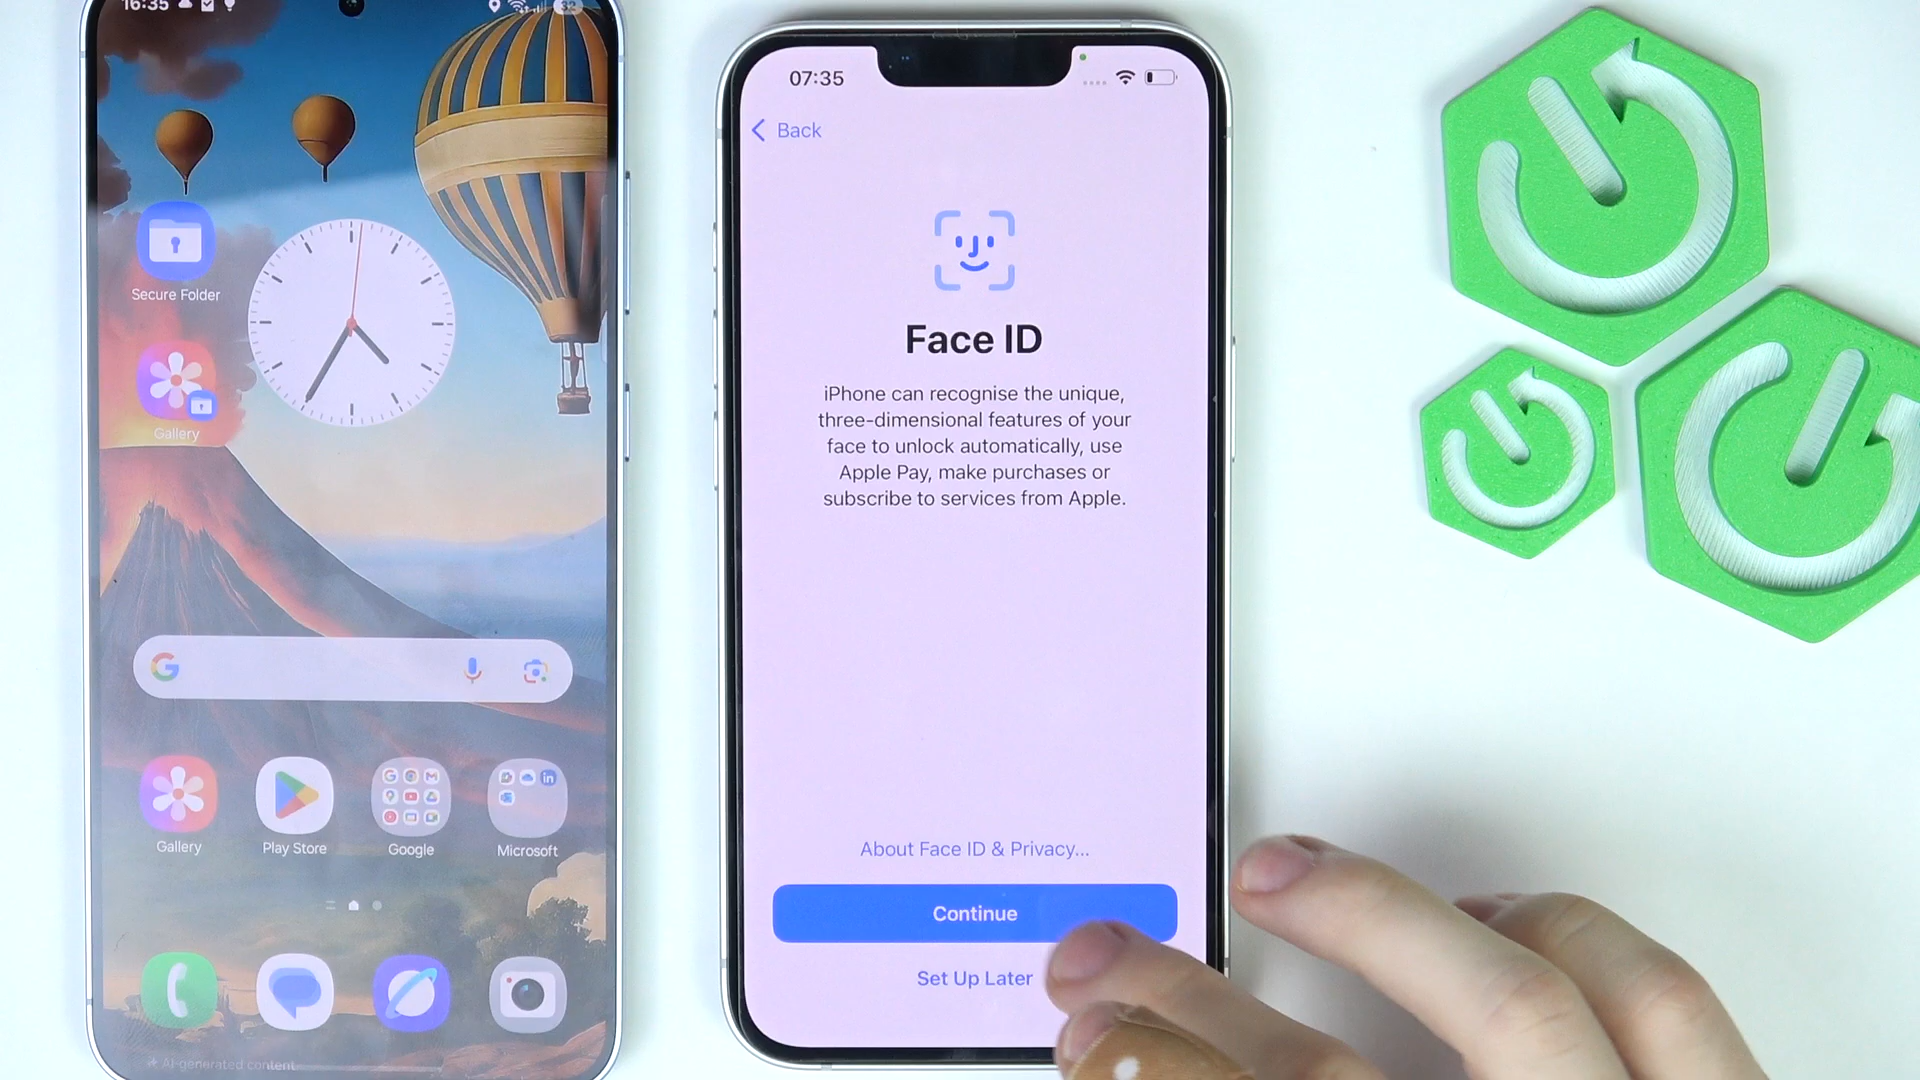 16:35
32
Secure Folder
Gallery
Gallery
Play Store
Google
Microsoft
AI-generated content
07:35
Back
Face ID
iPhone can recognise the unique,
three-dimensional features of your
face to unlock automatically, use
Apple Pay, make purchases or
subscribe to services from Apple.
About Face ID & Privacy...
Continue
Set Up Later